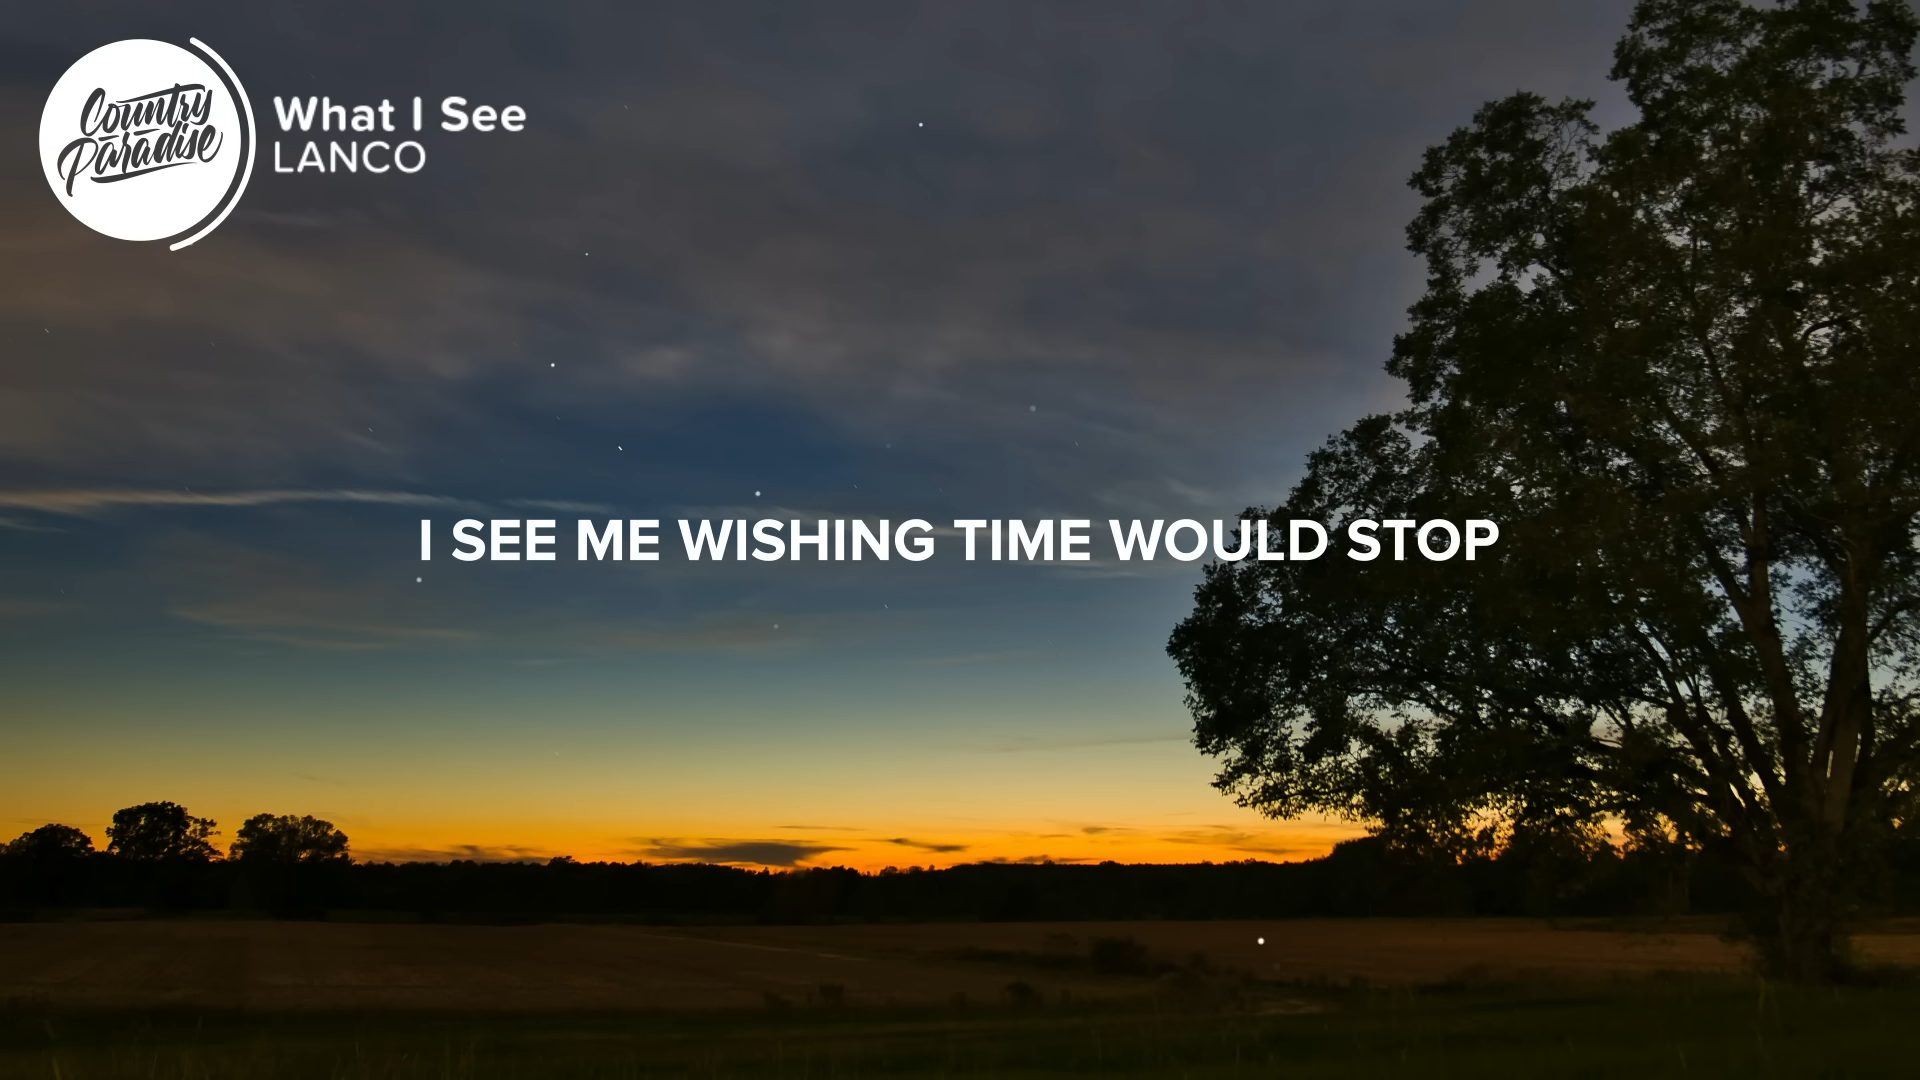 Country
Paradise
What I See
LANCO
I SEE ME WISHING TIME WOULD STOP